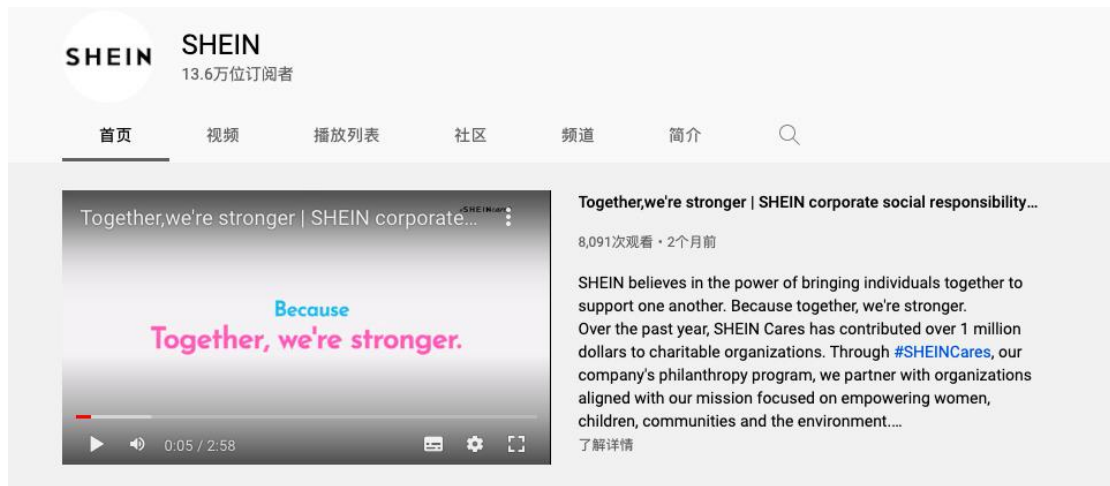 SHEIN
SHEIN
13.6万位订阅者
首页 视频 播放列表 社区 频道 简介
Together,we're stronger | SHEIN corporate...
Because
Together, we're stronger.
0:05 / 2:58
Together,we're stronger | SHEIN corporate social responsibility...
8,091次观看・2个月前
SHEIN believes in the power of bringing individuals together to
support one another. Because together, we're stronger.
Over the past year, SHEIN Cares has contributed over 1 million
dollars to charitable organizations. Through #SHEINCares, our
company's philanthropy program, we partner with organizations
aligned with our mission focused on empowering women,
children, communities and the environment....
了解详情